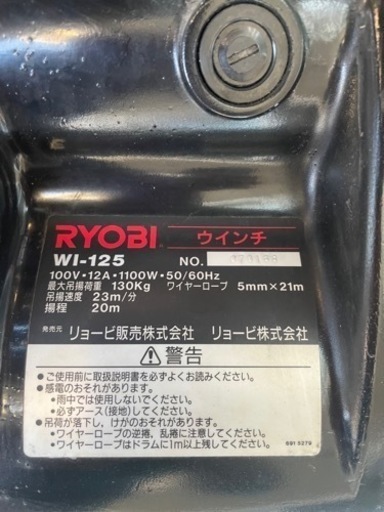 RYOBI ウインチ
WI-125 NO.
100V・12A・1100W・50/60Hz
最大吊揚荷重 130Kg ワイヤーロープ 5mm×21m
吊揚速度 23m/分
揚程 20m
発売元 リョービ販売株式会社 リョービ株式会社
⚠警告
●ご使用前に取扱説明書を必ずよくお読みください。
●感電のおそれがあります。
・雨中では使用しないでください。
・必ずアース(接地)してください。
●吊荷が落下し、けがのおそれがあります。
・ワイヤーロープの逆捲、乱捲に注意してください。
・ワイヤーロープはドラムに1m以上残してください。